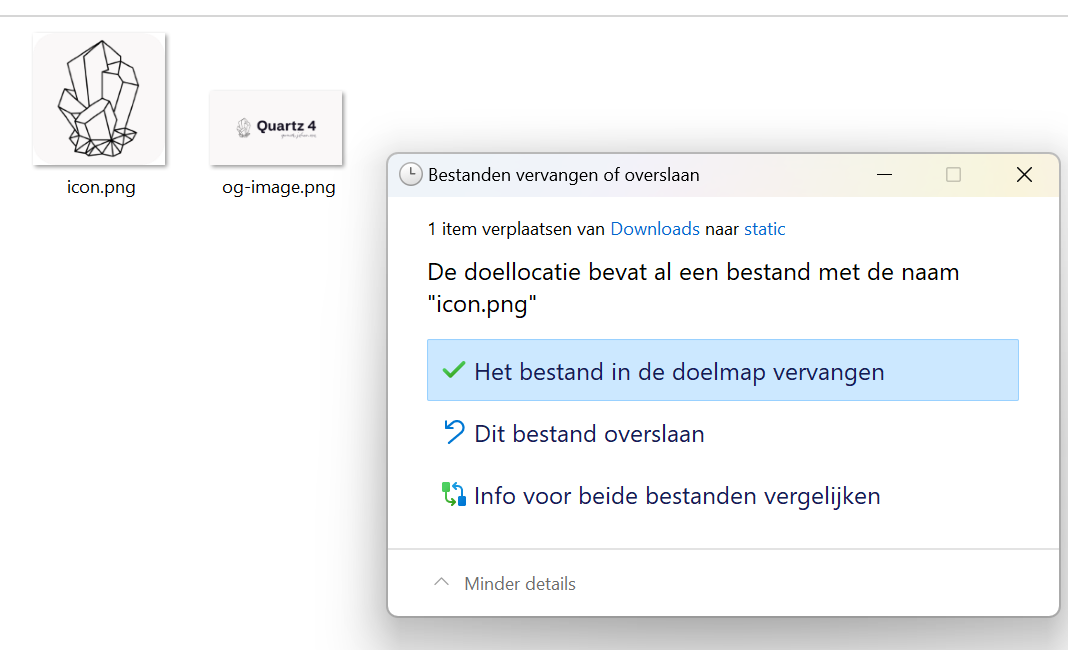 icon.png
Quartz 4
og-image.png
Bestanden vervangen of overslaan
1 item verplaatsen van Downloads naar static
De doellocatie bevat al een bestand met de naam
"icon.png"
Het bestand in de doelmap vervangen
Dit bestand overslaan
Info voor beide bestanden vergelijken
Minder details